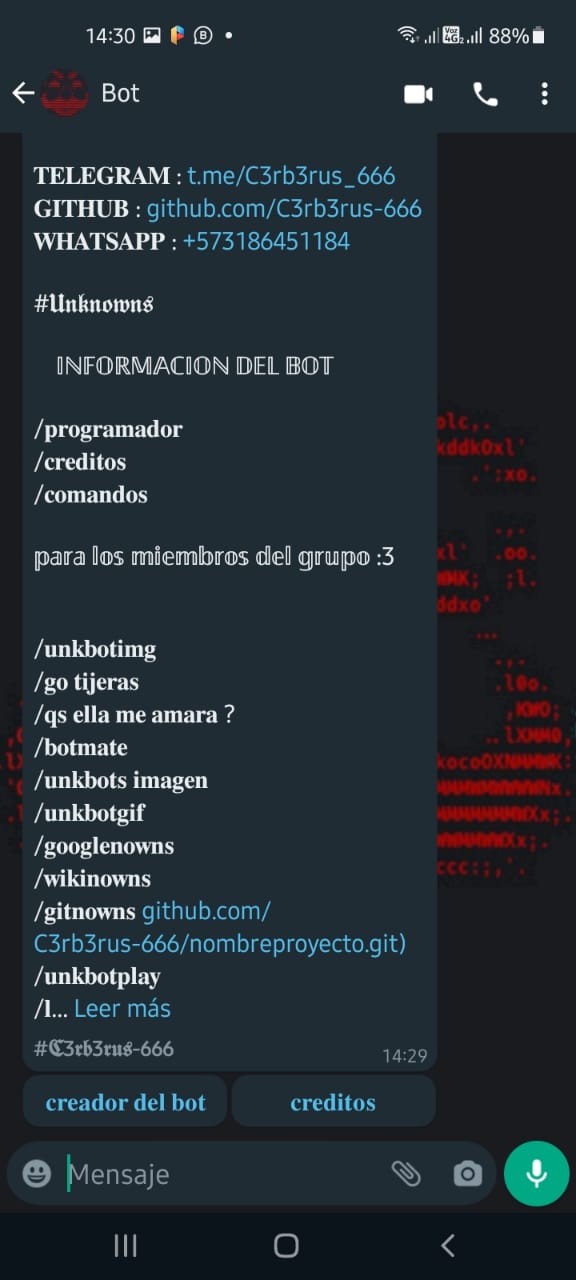 14:30
Voz
4G
88%
Bot
TELEGRAM : t.me/C3rb3rus_666
GITHUB : github.com/C3rb3rus-666
WHATSAPP : +573186451184
#𝖀𝖓𝖐𝖓𝖔𝖜𝖓𝖘
𝕀ℕ𝔽𝕆ℝ𝕄𝔸ℂ𝕀𝕆ℕ 𝔻𝔼𝕃 𝔹𝕆𝕋
/programador
/creditos
/comandos
𝕡𝕒𝕣𝕒 𝕝𝕠𝕤 𝕞𝕚𝕖𝕞𝕓𝕣𝕠𝕤 𝕕𝕖𝕝 𝕘𝕣𝕦𝕡𝕠 :3
/unkbotimg
/go tijeras
/qs ella me amara ?
/botmate
/unkbots imagen
/unkbotgif
/googlenowns
/wikinowns
/gitnowns github.com/
C3rb3rus-666/nombreproyecto.git)
/unkbotplay
/l... Leer más
#𝕮3𝖗𝖇3𝖗𝖚𝖘-666
14:29
creador del bot
creditos
Mensaje